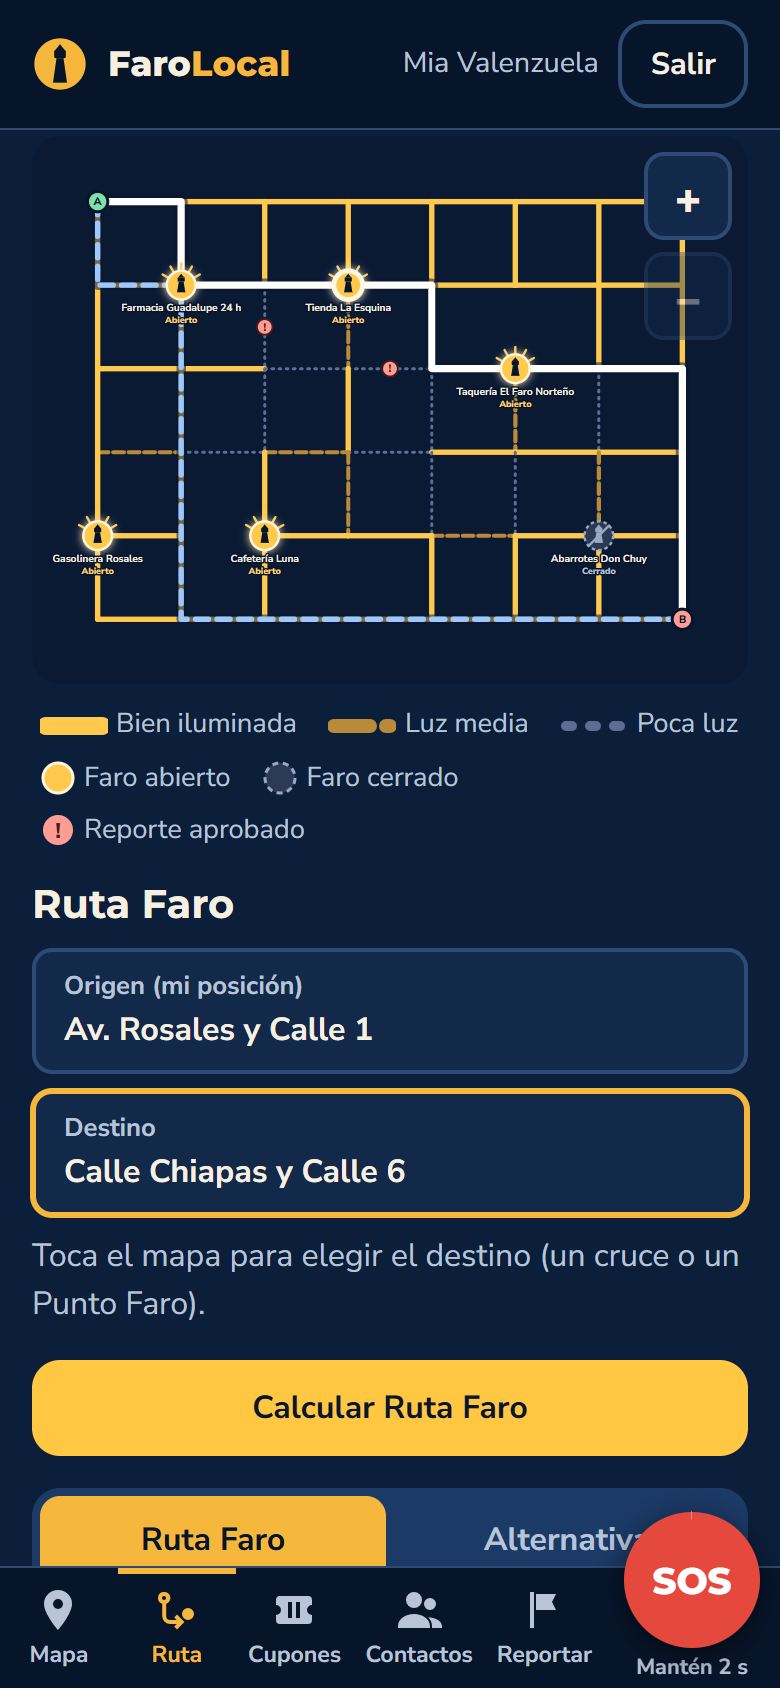 FaroLocal
Mia Valenzuela
Salir
+
−
A
Farmacia Guadalupe 24 h
Abierto
Tienda La Esquina
Abierto
!
!
Taquería El Faro Norteño
Abierto
Gasolinera Rosales
Abierto
Cafetería Luna
Abierto
Abarrotes Don Chuy
Cerrado
B
Bien iluminada
Luz media
Poca luz
Faro abierto
Faro cerrado
! Reporte aprobado
Ruta Faro
Origen (mi posición)
Av. Rosales y Calle 1
Destino
Calle Chiapas y Calle 6
Toca el mapa para elegir el destino (un cruce o un
Punto Faro).
Calcular Ruta Faro
Ruta Faro
Alternativa
SOS
Mapa
Ruta
Cupones
Contactos
Reportar
Mantén 2 s